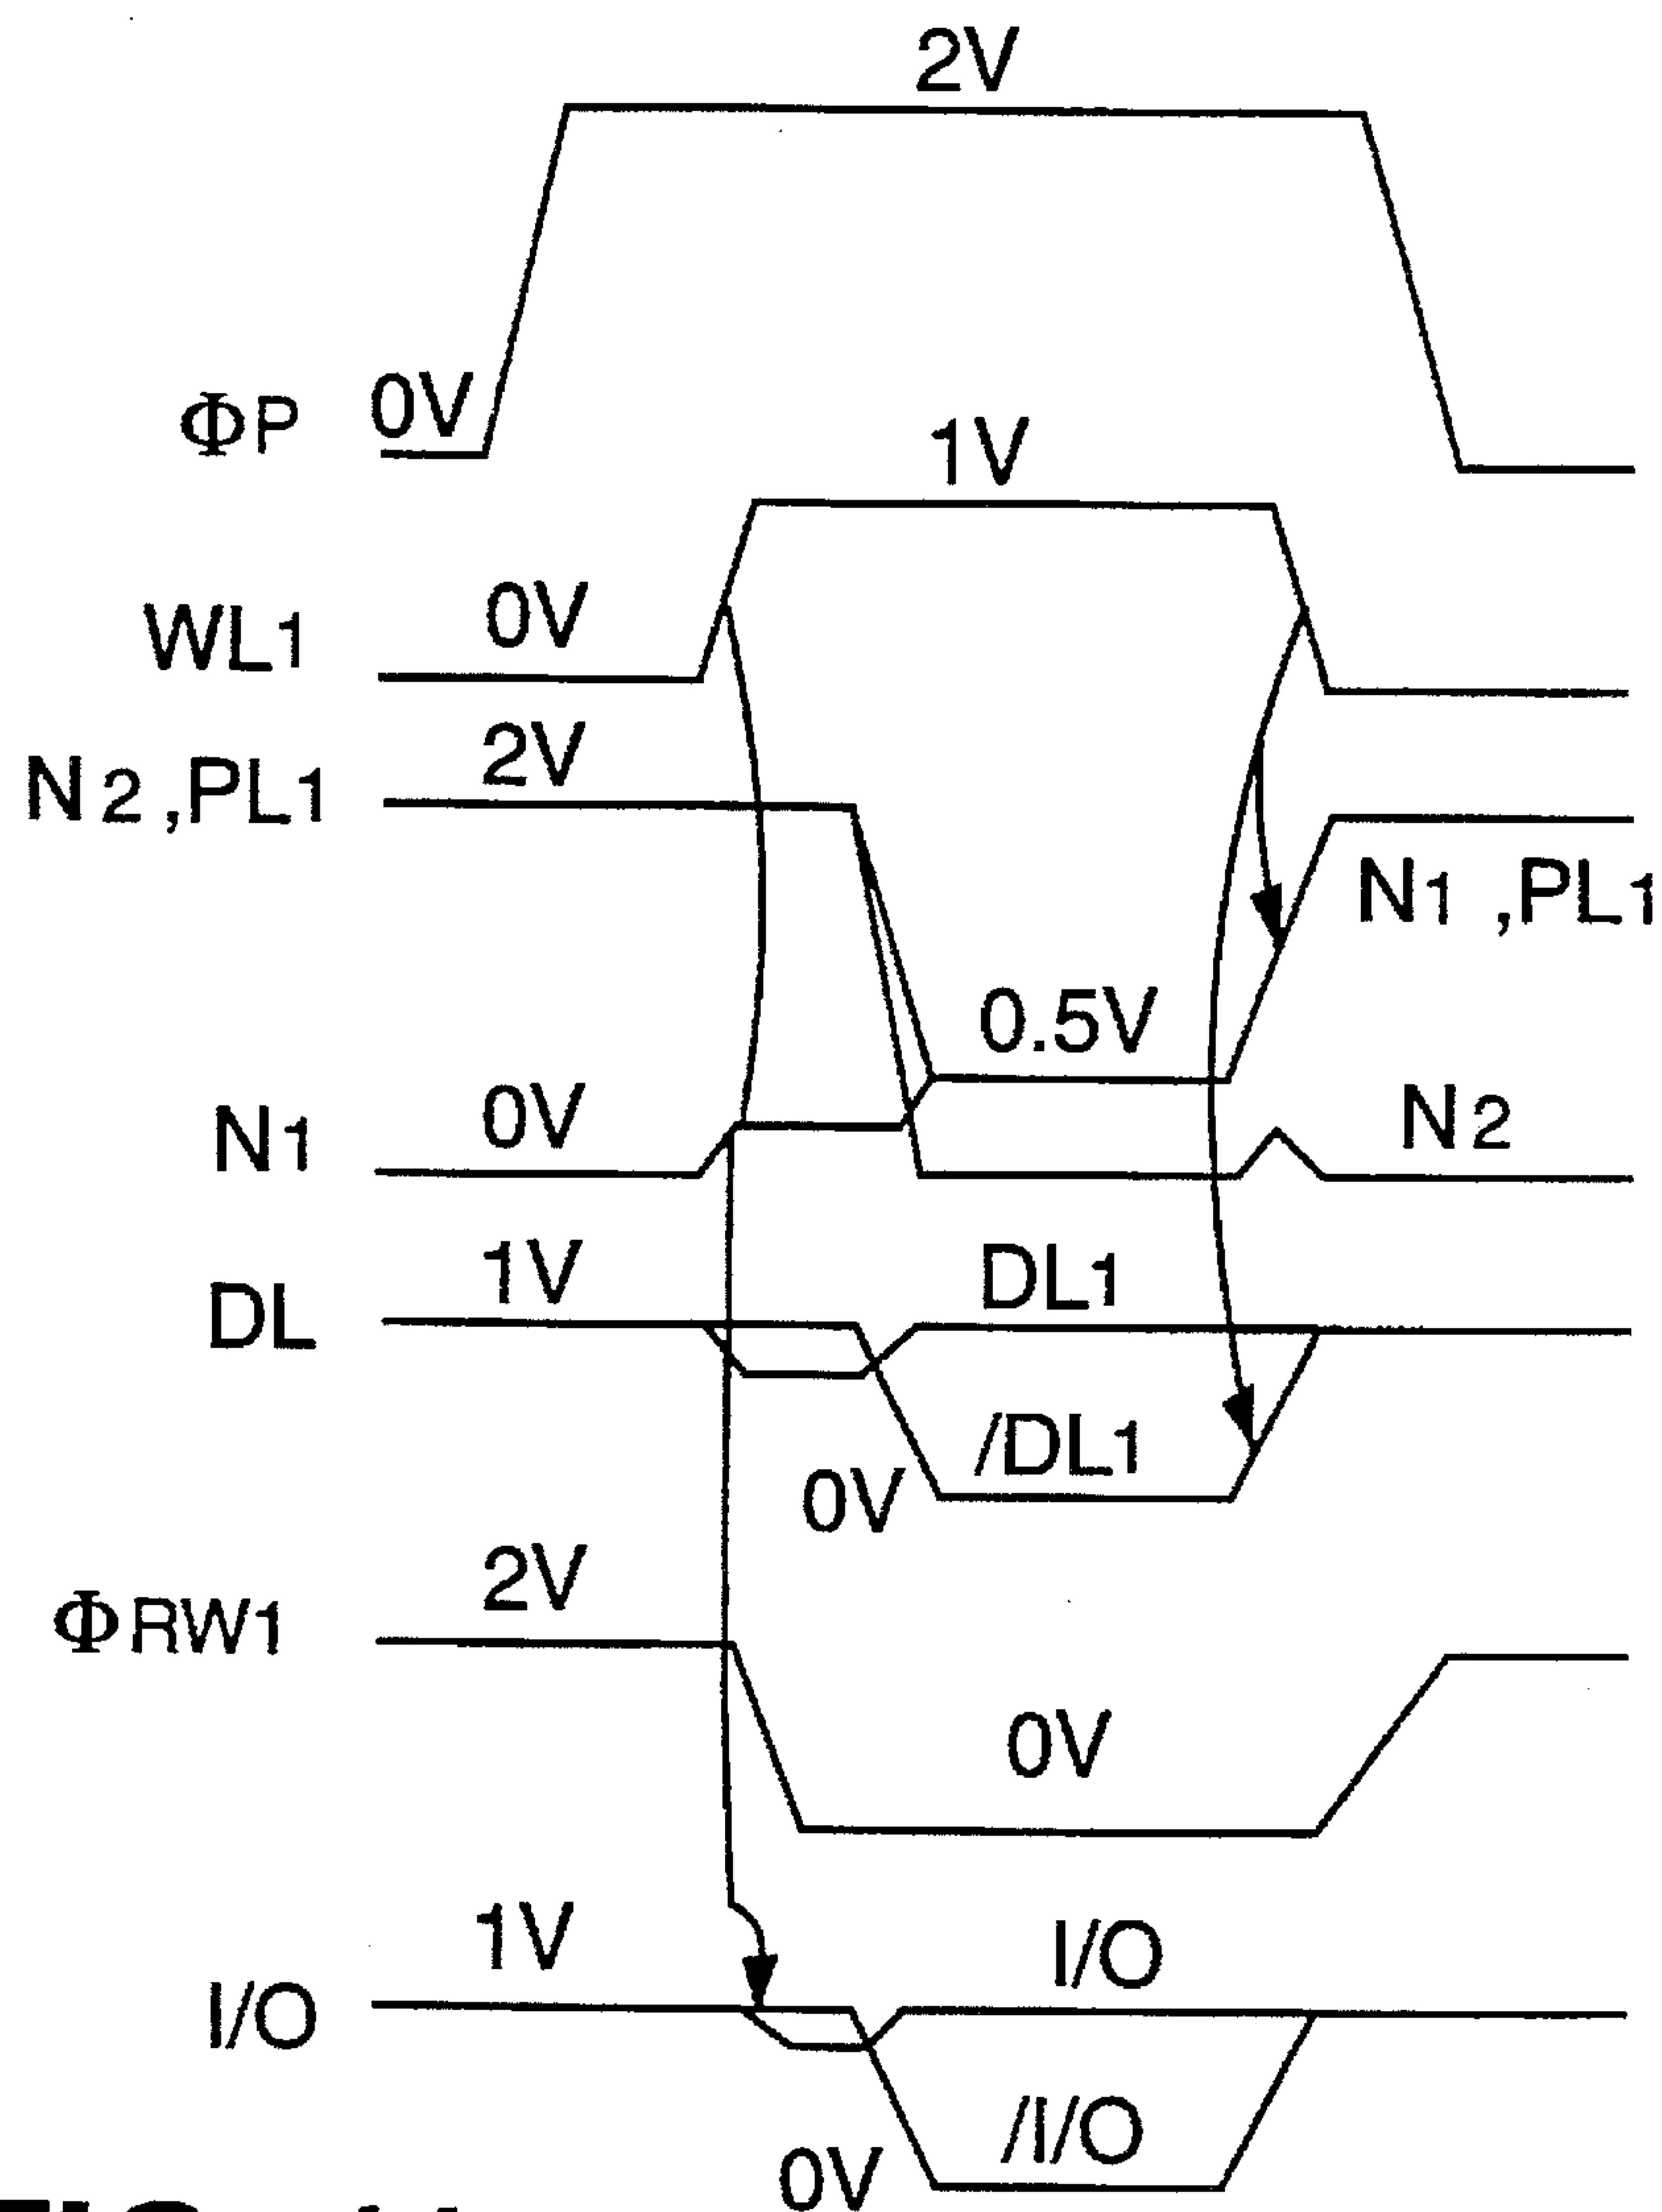 2V
ΦP 0V
1V
WL1 0V
N2 ,PL1 2V
N1 ,PL1
0.5V
N1 0V
N2
DL 1V
DL1
/DL1
0V
ΦRW1 2V
0V
I/O 1V
I/O
/I/O
0V